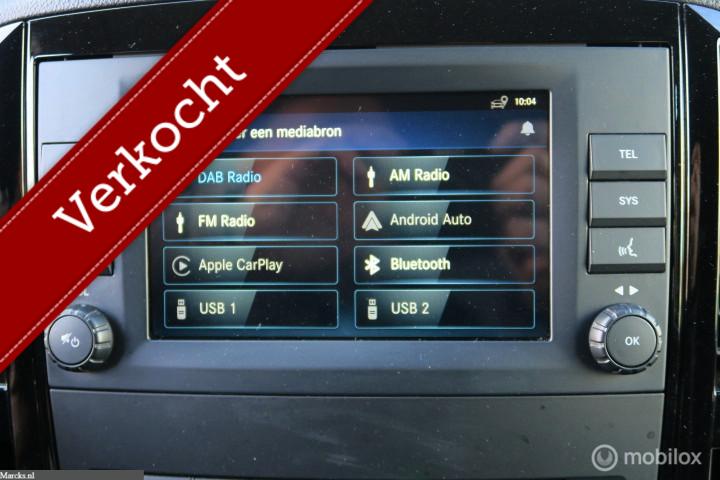 Verkocht
10:04
er een mediabron
DAB Radio
AM Radio
FM Radio
Android Auto
Apple CarPlay
Bluetooth
USB 1
USB 2
TEL
SYS
OK
Marcks.nl
mobilox